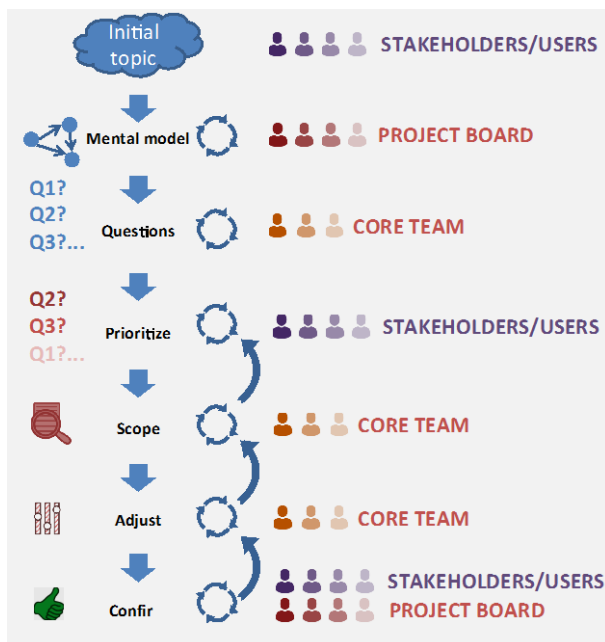 Initial
topic
STAKEHOLDERS/USERS
Mental model
PROJECT BOARD
Q1?
Q2?
Q3?...
Questions
CORE TEAM
Q2?
Q3?
Q1?...
Prioritize
STAKEHOLDERS/USERS
Scope
CORE TEAM
Adjust
CORE TEAM
STAKEHOLDERS/USERS
Confir
PROJECT BOARD